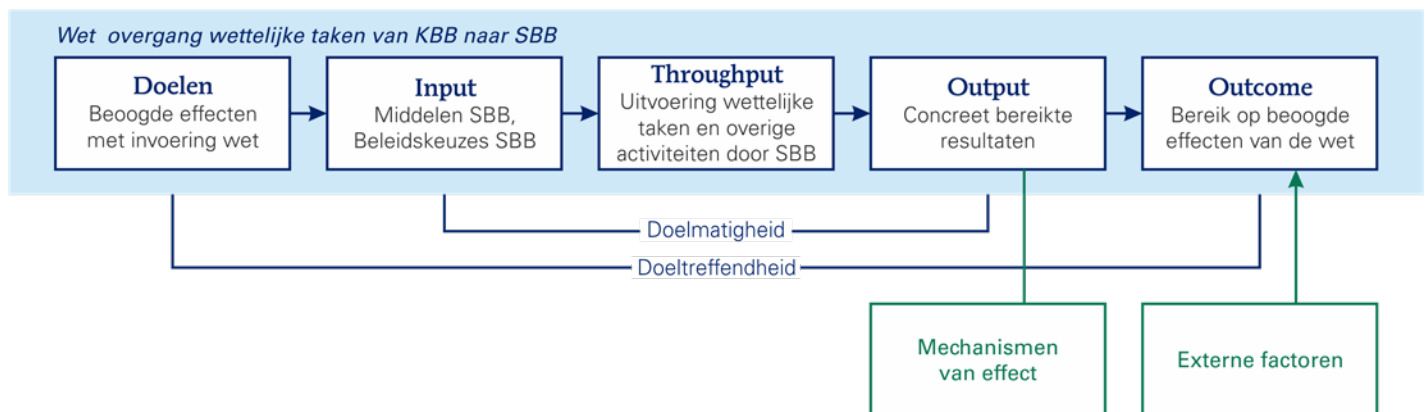 Wet overgang wettelijke taken van KBB naar SBB
Doelen
Beoogde effecten
met invoering wet
Input
Middelen SBB,
Beleidskeuzes SBB
Throughput
Uitvoering wettelijke
taken en overige
activiteiten door SBB
Output
Concreet bereikte
resultaten
Outcome
Bereik op beoogde
effecten van de wet
Doelmatigheid
Doeltreffendheid
Mechanismen
van effect
Externe factoren